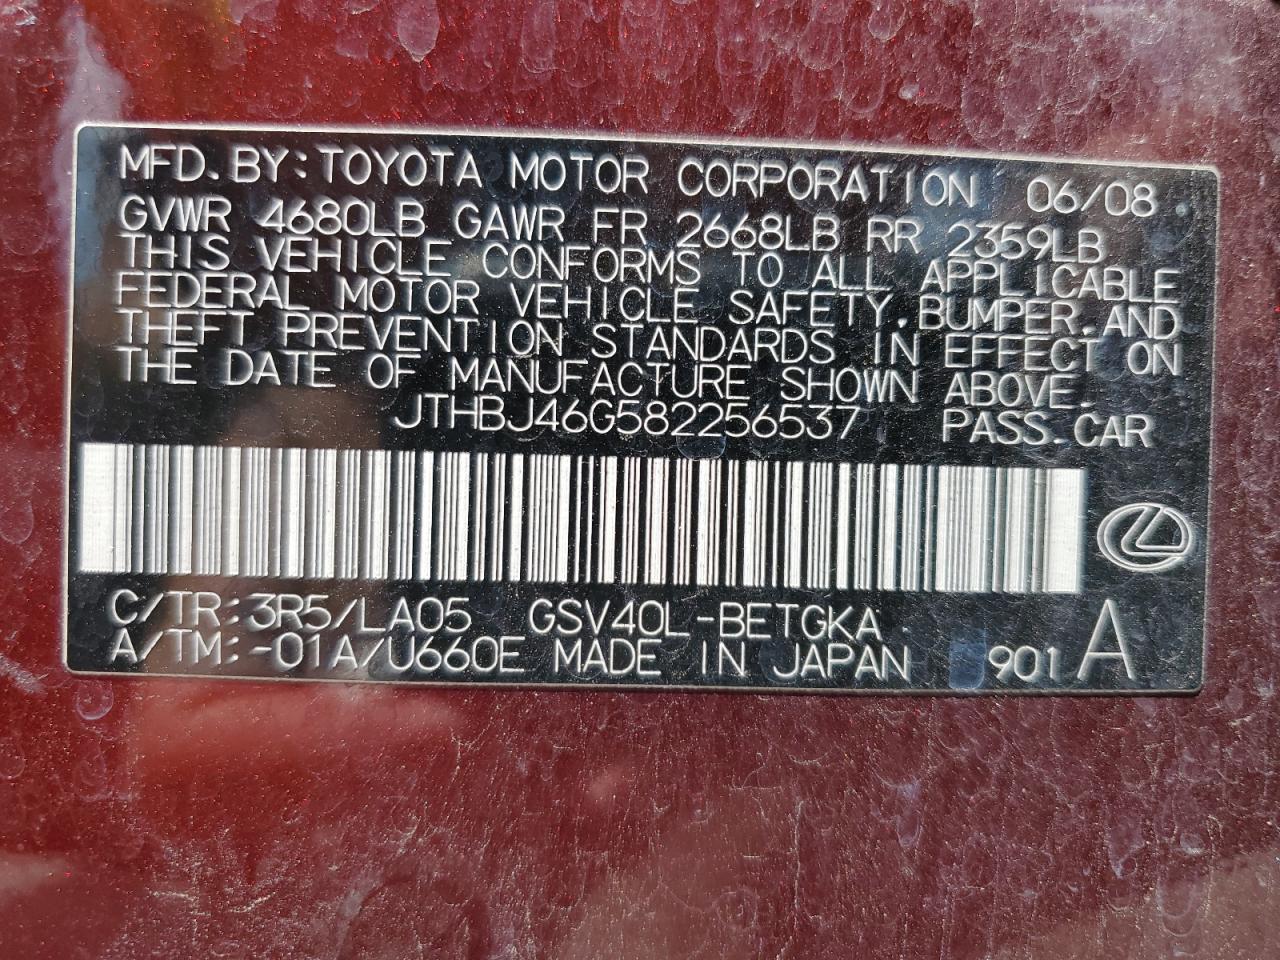 MFD. BY: TOYOTA MOTOR CORPORATION 06/08
GVWR 4680LB GAWR FR 2668LB RR 2359LB
THIS VEHICLE CONFORMS TO ALL APPLICABLE
FEDERAL MOTOR VEHICLE SAFETY, BUMPER, AND
THEFT PREVENTION STANDARDS IN EFFECT ON
THE DATE OF MANUFACTURE SHOWN ABOVE.
JTHBJ46G582256537 PASS. CAR
C/TR:3R5/LA05 GSV40L-BETGKA
A/TM:-01A/U660E MADE IN JAPAN 901 A